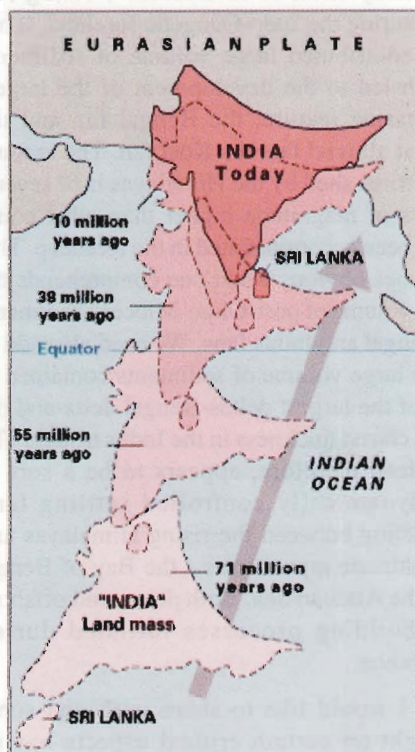 EURASIAN PLATE
INDIA
Today
10 million
years ago
SRI LANKA
38 million
years ago
Equator
55 million
years ago
INDIAN
OCEAN
71 million
years ago
"INDIA"
Land mass
SRI LANKA